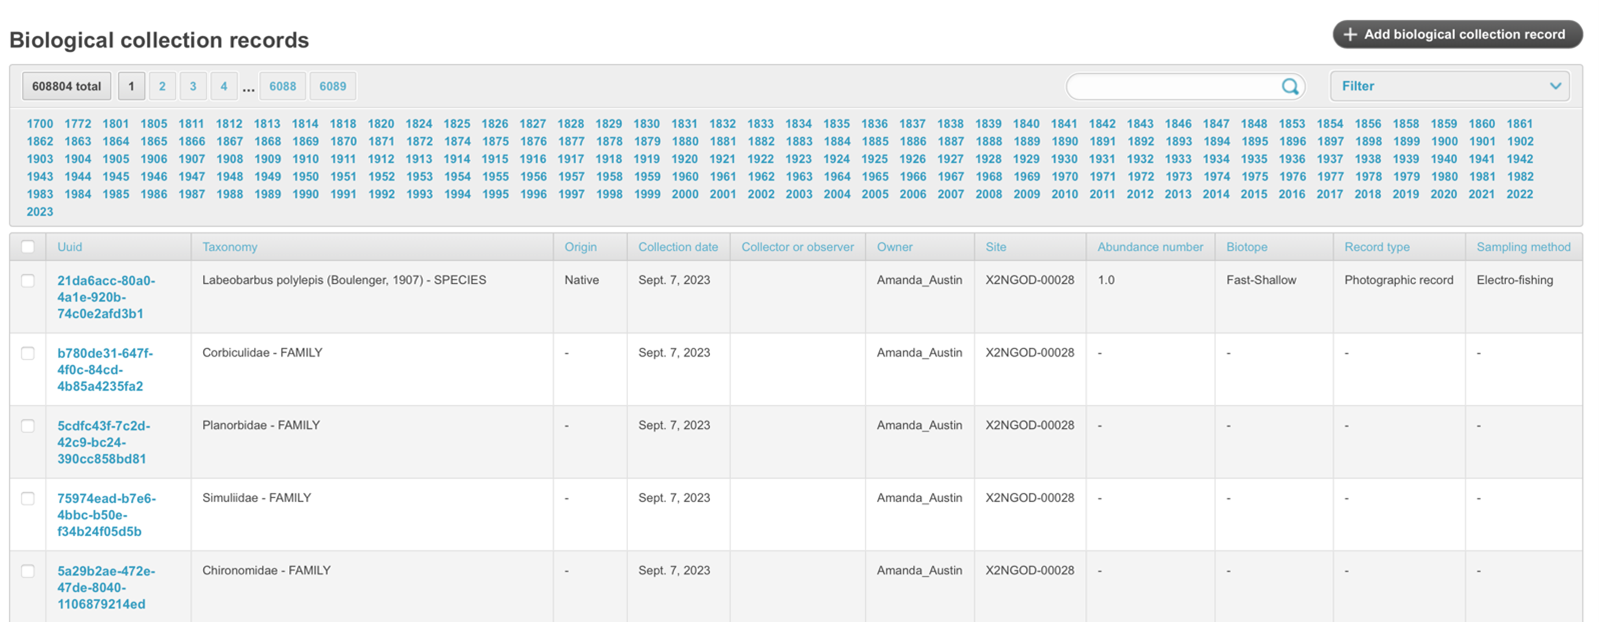 Biological collection records
+ Add biological collection record
608804 total 1 2 3 4 ... 6088 6089
Filter
1700 1772 1801 1805 1811 1812 1813 1814 1818 1820 1824 1825 1826 1827 1828 1829 1830 1831 1832 1833 1834 1835 1836 1837 1838 1839 1840 1841 1842 1843 1846 1847 1848 1853 1854 1856 1858 1859 1860 1861
1862 1863 1864 1865 1866 1867 1868 1869 1870 1871 1872 1874 1875 1876 1877 1878 1879 1880 1881 1882 1883 1884 1885 1886 1887 1888 1889 1890 1891 1892 1893 1894 1895 1896 1897 1898 1899 1900 1901 1902
1903 1904 1905 1906 1907 1908 1909 1910 1911 1912 1913 1914 1915 1916 1917 1918 1919 1920 1921 1922 1923 1924 1925 1926 1927 1928 1929 1930 1931 1932 1933 1934 1935 1936 1937 1938 1939 1940 1941 1942
1943 1944 1945 1946 1947 1948 1949 1950 1951 1952 1953 1954 1955 1956 1957 1958 1959 1960 1961 1962 1963 1964 1965 1966 1967 1968 1969 1970 1971 1972 1973 1974 1975 1976 1977 1978 1979 1980 1981 1982
1983 1984 1985 1986 1987 1988 1989 1990 1991 1992 1993 1994 1995 1996 1997 1998 1999 2000 2001 2002 2003 2004 2005 2006 2007 2008 2009 2010 2011 2012 2013 2014 2015 2016 2017 2018 2019 2020 2021 2022
2023
Uuid Taxonomy Origin Collection date Collector or observer Owner Site Abundance number Biotope Record type Sampling method
21da6acc-80a0- Labeobarbus polylepis (Boulenger, 1907) - SPECIES Native Sept. 7, 2023 Amanda_Austin X2NGOD-00028 1.0 Fast-Shallow Photographic record Electro-fishing
4a1e-920b-
74c0e2afd3b1
b780de31-647f- Corbiculidae - FAMILY - Sept. 7, 2023 Amanda_Austin X2NGOD-00028 - - - -
4f0c-84cd-
4b85a4235fa2
5cdfc43f-7c2d- Planorbidae - FAMILY - Sept. 7, 2023 Amanda_Austin X2NGOD-00028 - - - -
42c9-bc24-
390cc858bd81
75974ead-b7e6- Simuliidae - FAMILY - Sept. 7, 2023 Amanda_Austin X2NGOD-00028 - - - -
4bbc-b50e-
f34b24f05d5b
5a29b2ae-472e- Chironomidae - FAMILY - Sept. 7, 2023 Amanda_Austin X2NGOD-00028 - - - -
47de-8040-
1106879214ed